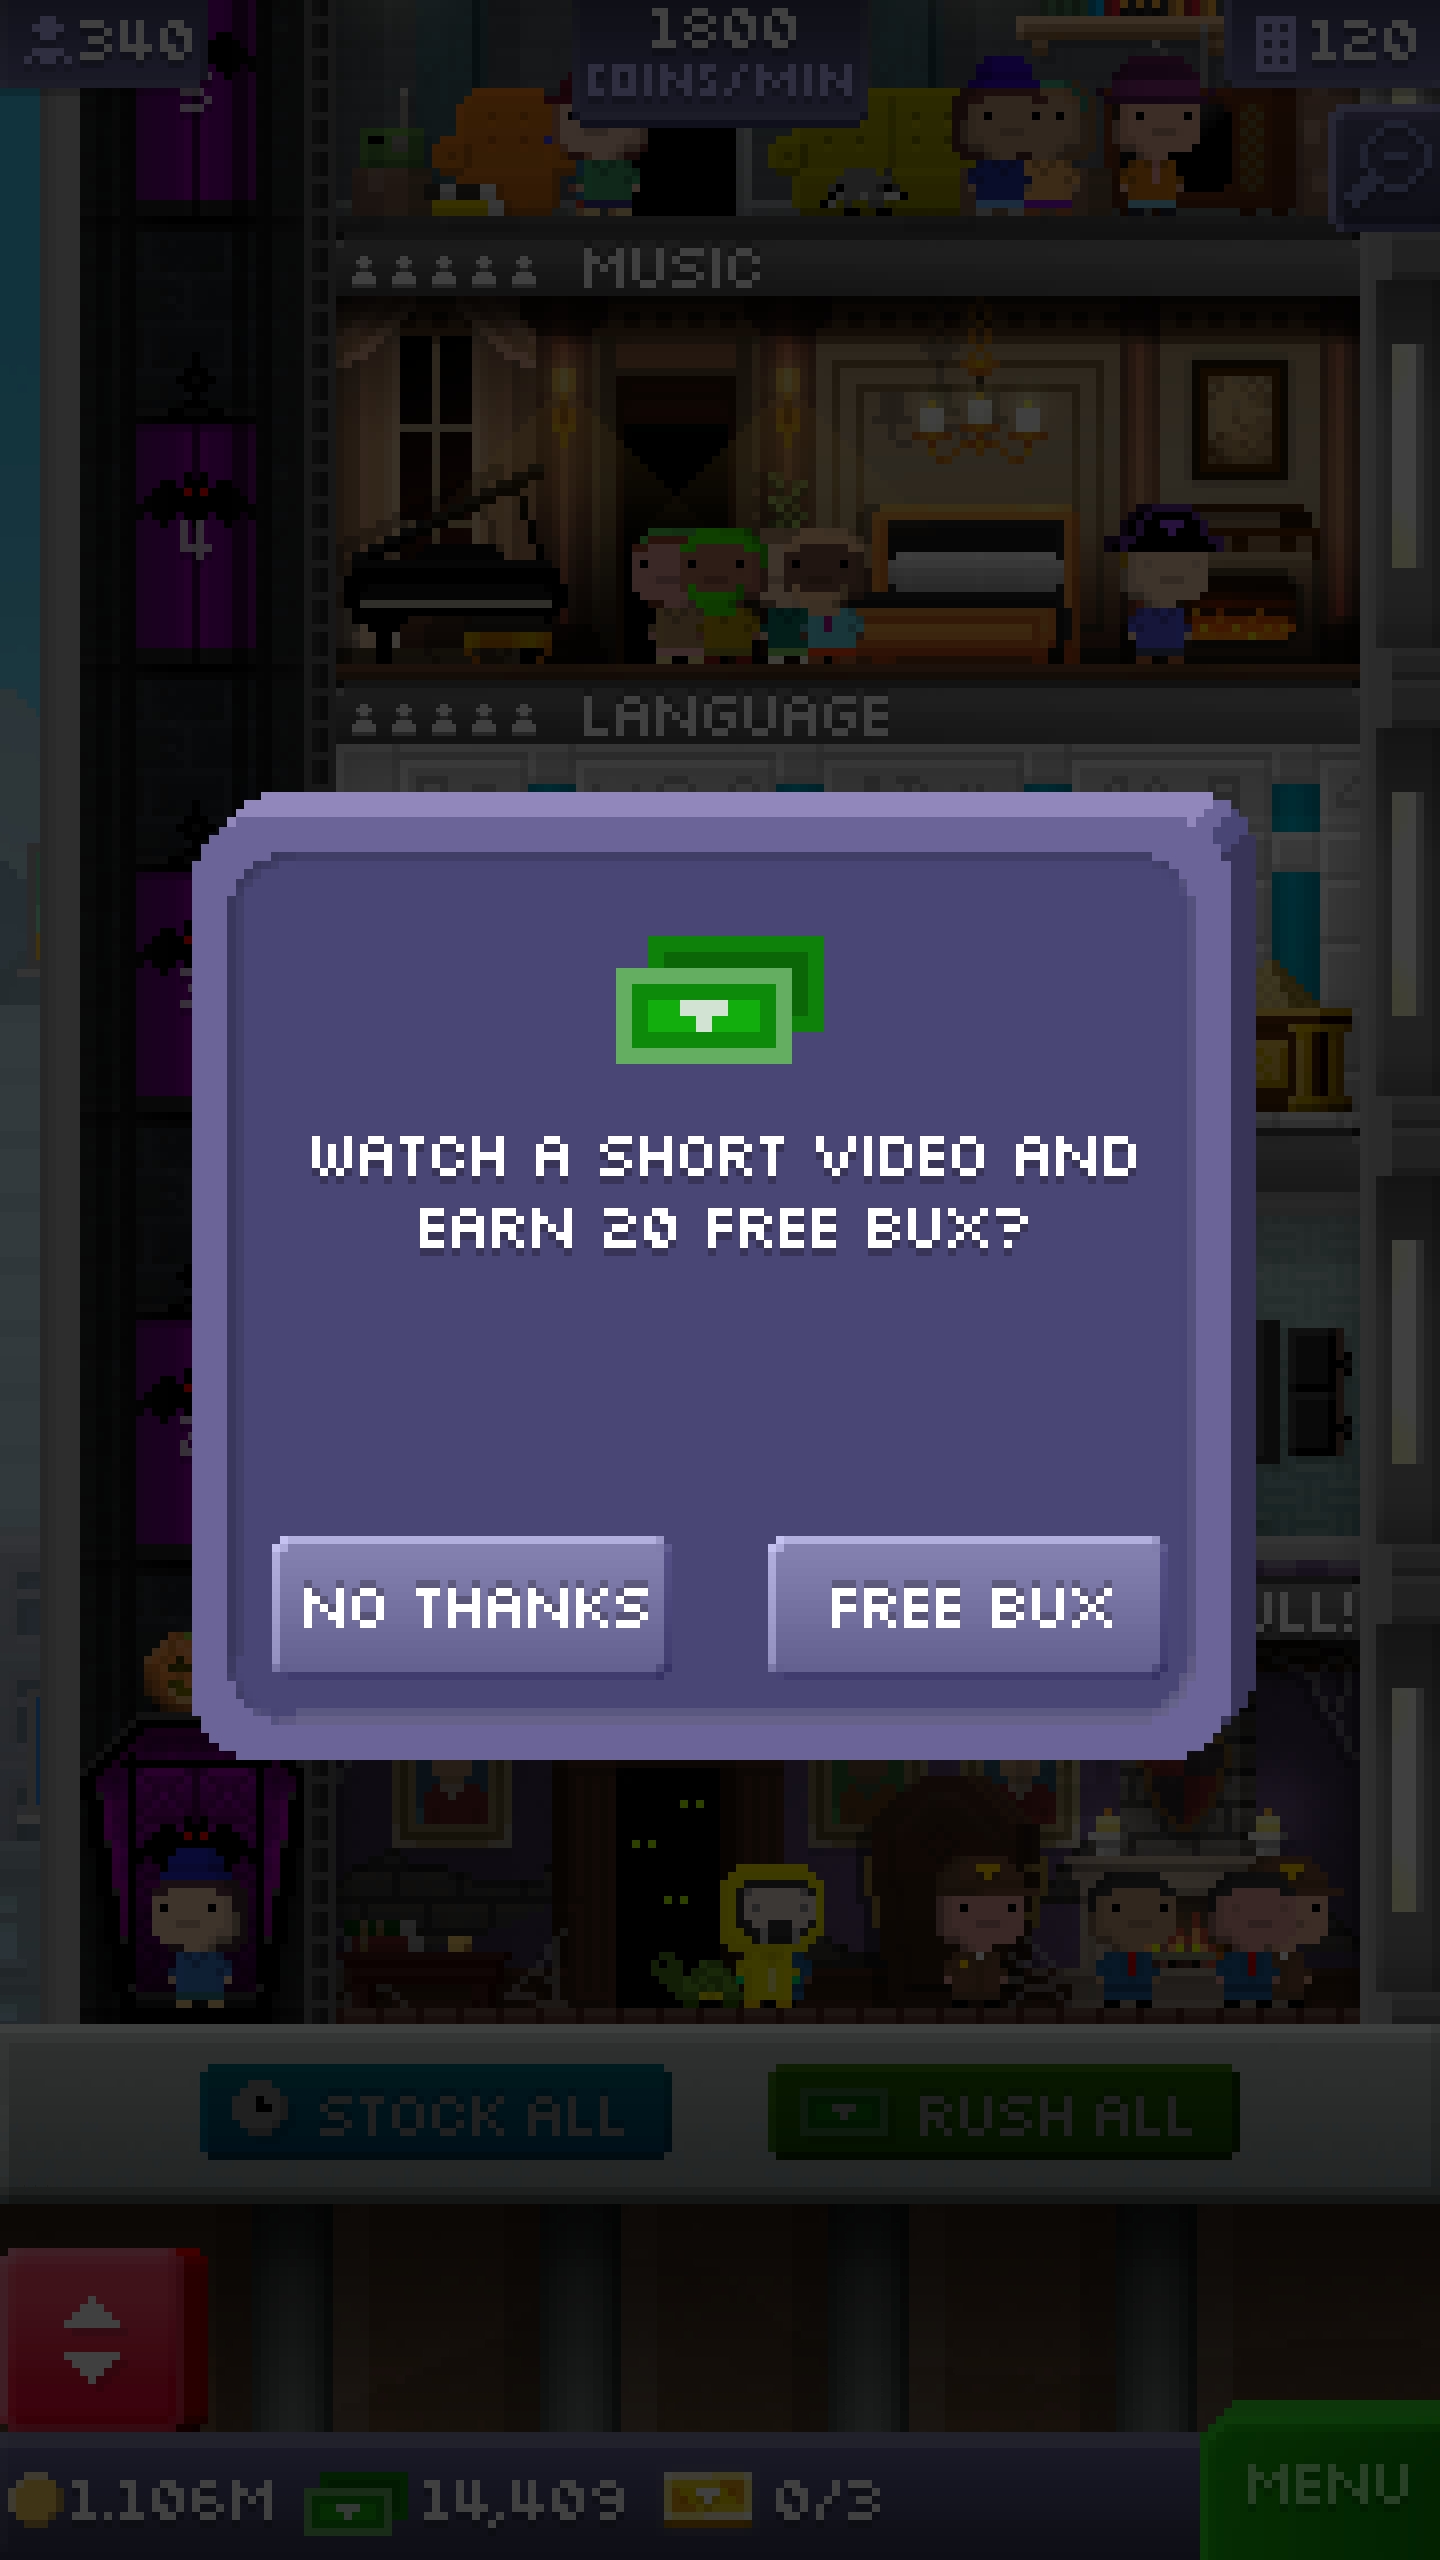 340
1800
COINS/MIN
120
MUSIC
4
LANGUAGE
WATCH A SHORT VIDEO AND
EARN 20 FREE BUX?
NO THANKS
FREE BUX
STOCK ALL
RUSH ALL
1.106M
14,409
0/3
MENU